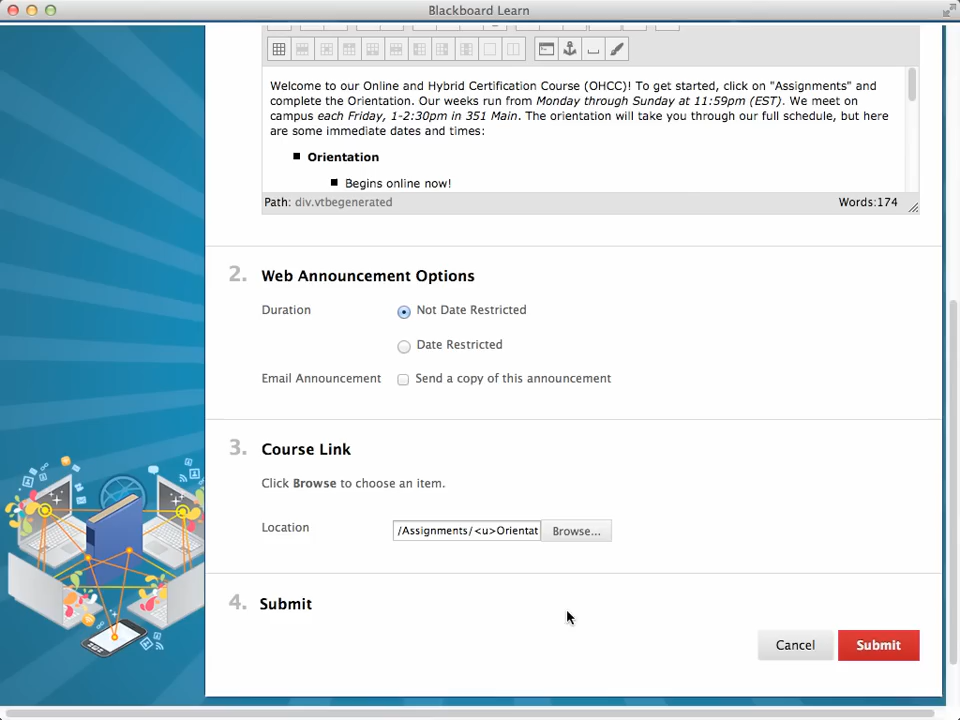 Blackboard Learn
Welcome to our Online and Hybrid Certification Course (OHCC)! To get started, click on "Assignments" and
complete the Orientation. Our weeks run from Monday through Sunday at 11:59pm (EST). We meet on
campus each Friday, 1-2:30pm in 351 Main. The orientation will take you through our full schedule, but here
are some immediate dates and times:
Orientation
Begins online now!
Path: div.vtbegenerated Words:174
2. Web Announcement Options
Duration Not Date Restricted
Date Restricted
Email Announcement Send a copy of this announcement
3. Course Link
Click Browse to choose an item.
Location /Assignments/<u>Orientat Browse...
4. Submit
Cancel Submit